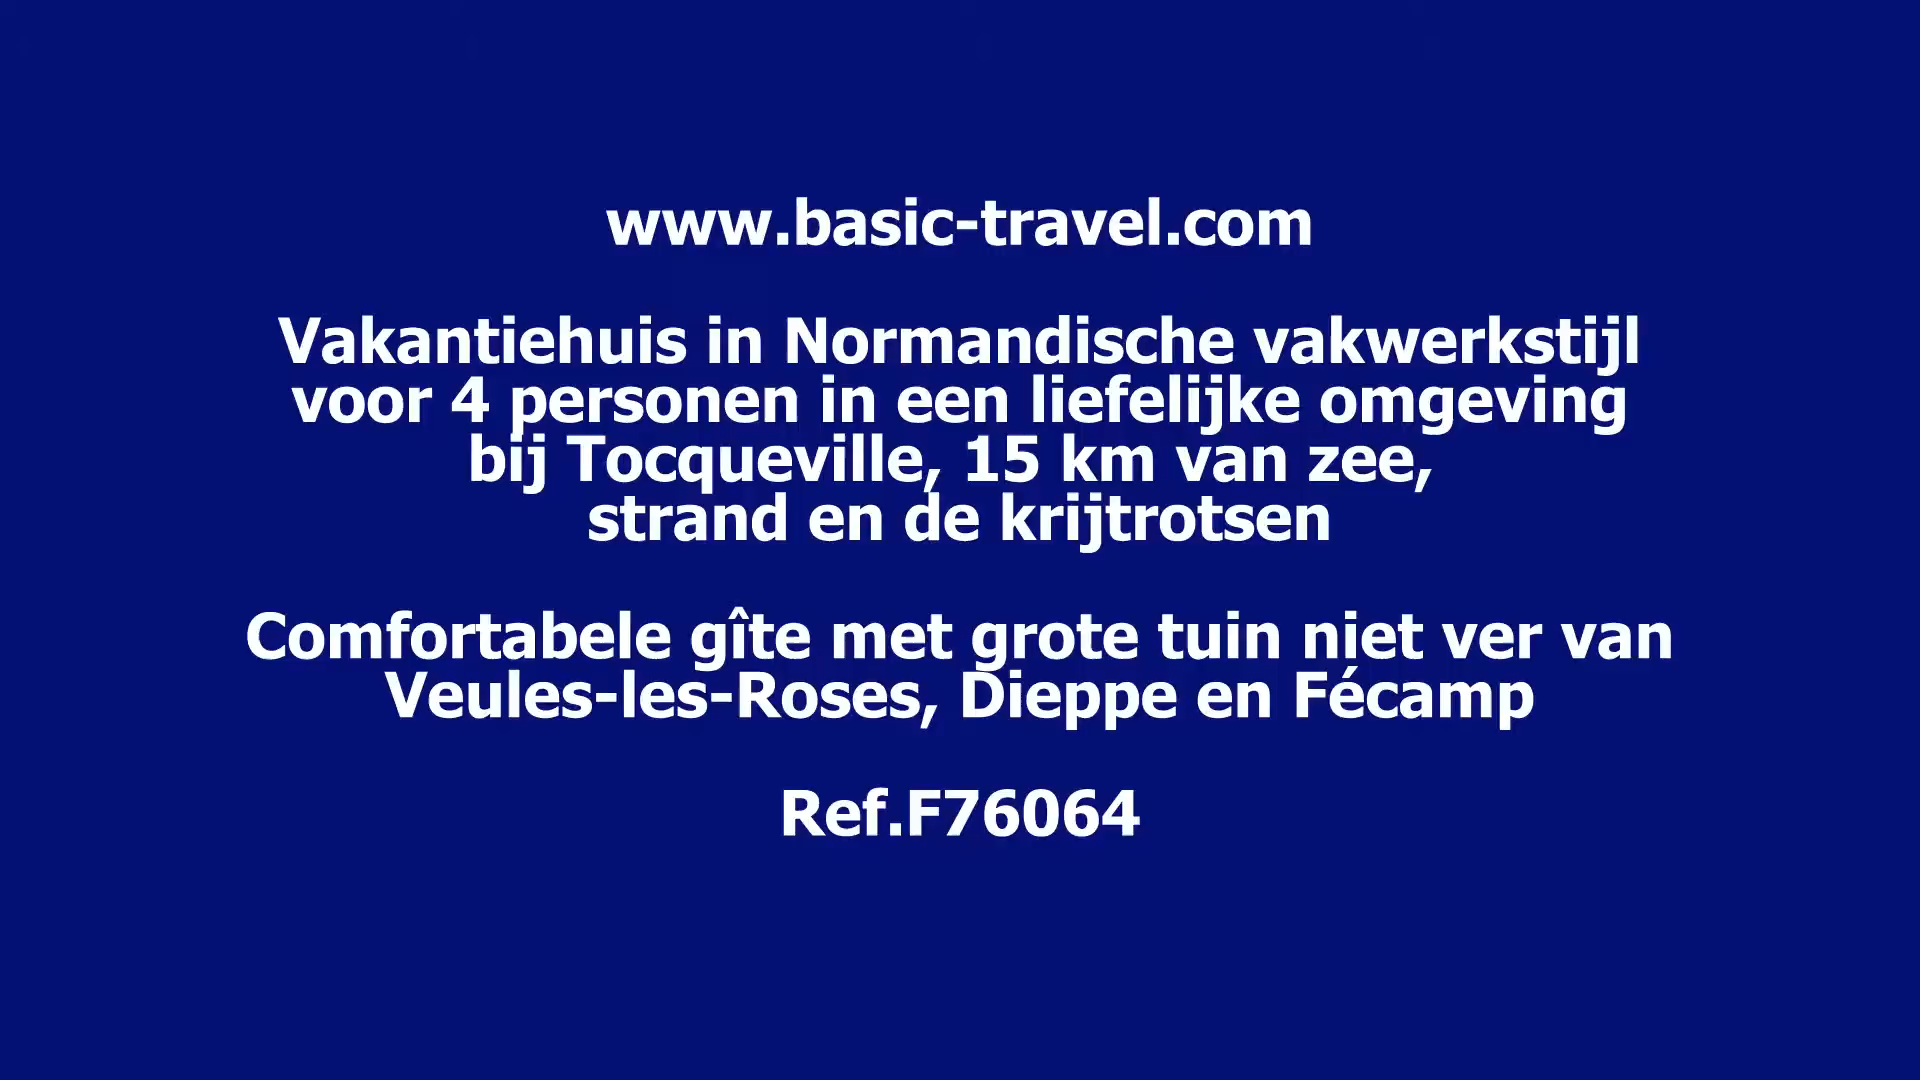 www.basic-travel.com
Vakantiehuis in Normandische vakwerkstijl
voor 4 personen in een liefelijke omgeving
bij Tocqueville, 15 km van zee,
strand en de krijtrotsen
Comfortabele gîte met grote tuin niet ver van
Veules-les-Roses, Dieppe en Fécamp
Ref.F76064